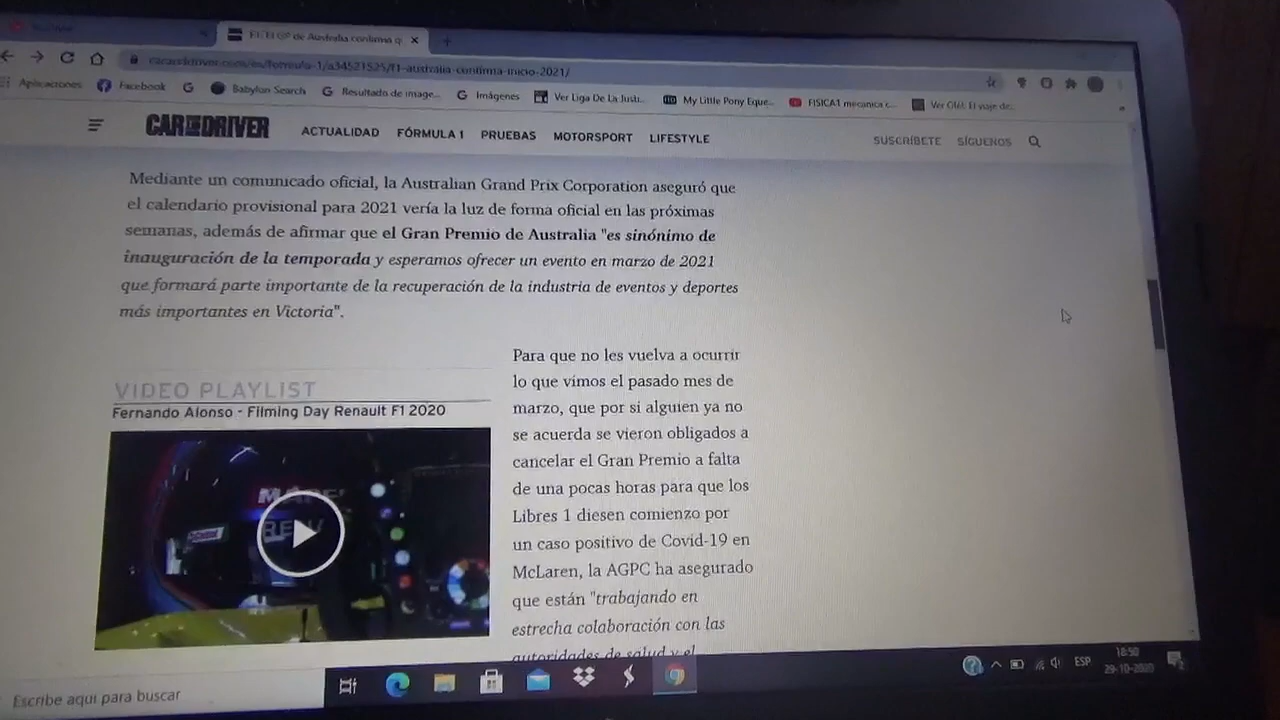 de Australia confirma q
caranddriver.com/es/formula-1/a34521525/f1-australia-confirma-inicio-2021/
Aplicaciones
Facebook
Babylon Search
Resultado de image...
Imágenes
Ver Liga De La Justi...
My Little Pony Eque...
FISICA1 mecanica c...
Ver Olé!: El viaje de...
CAR AND DRIVER
ACTUALIDAD
FÓRMULA 1
PRUEBAS
MOTORSPORT
LIFESTYLE
SUSCRÍBETE
SÍGUENOS
Mediante un comunicado oficial, la Australian Grand Prix Corporation aseguró que
el calendario provisional para 2021 vería la luz de forma oficial en las próximas
semanas, además de afirmar que el Gran Premio de Australia "es sinónimo de
inauguración de la temporada y esperamos ofrecer un evento en marzo de 2021
que formará parte importante de la recuperación de la industria de eventos y deportes
más importantes en Victoria".
VIDEO PLAYLIST
Fernando Alonso - Filming Day Renault F1 2020
Para que no les vuelva a ocurrir
lo que vimos el pasado mes de
marzo, que por si alguien ya no
se acuerda se vieron obligados a
cancelar el Gran Premio a falta
de una pocas horas para que los
Libres 1 diesen comienzo por
un caso positivo de Covid-19 en
McLaren, la AGPC ha asegurado
que están "trabajando en
estrecha colaboración con las
autoridades de salud y el
Escribe aquí para buscar
ESP
18:50
29-10-2020